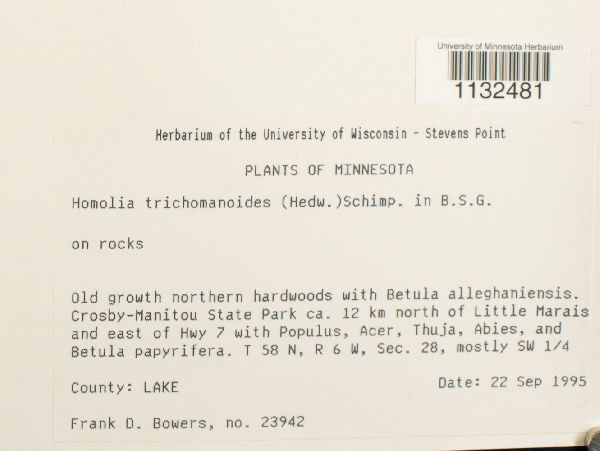 University of Minnesota Herbarium
1132481
Herbarium of the University of Wisconsin - Stevens Point
PLANTS OF MINNESOTA
Homolia trichomanoides (Hedw.)Schimp. in B.S.G.
on rocks
Old growth northern hardwoods with Betula alleghaniensis.
Crosby-Manitou State Park ca. 12 km north of Little Marais
and east of Hwy 7 with Populus, Acer, Thuja, Abies, and
Betula papyrifera. T 58 N, R 6 W, Sec. 28, mostly SW 1/4
County: LAKE Date: 22 Sep 1995
Frank D. Bowers, no. 23942